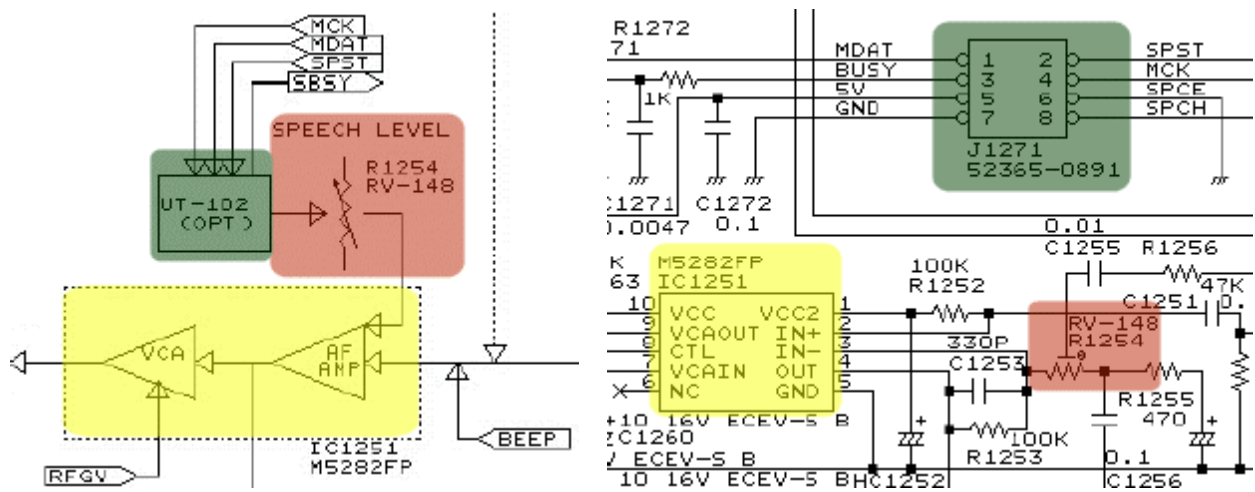 MCK
MDAT
SPST
SBSY
SPEECH LEVEL
R1254
RV-148
UT-102
(OPT)
VCA
AF
AMP
IC1251
M5282FP
BEEP
RFGV
R1272
71
MDAT
BUSY
5V
GND
1K
1 2
3 4
5 6
7 8
SPST
MCK
SPCE
SPCH
J1271
52365-0891
C1271
0.0047
C1272
0.1
0.01
C1255 R1256
K
63
M5282FP
IC1251
10 VCC VCC2 1
9 VCAOUT IN+ 2
8 CTL IN- 3
7 VCAIN OUT 4
6 NC GND 5
100K
R1252
330P
C1253
C1251
47K
0.
RV-148
R1254
R1255
470
100K
R1253
0.1
C1256
+10 16V ECEV-S B
C1260
V ECEV-S B
10 16V ECEV-S B
HC1252